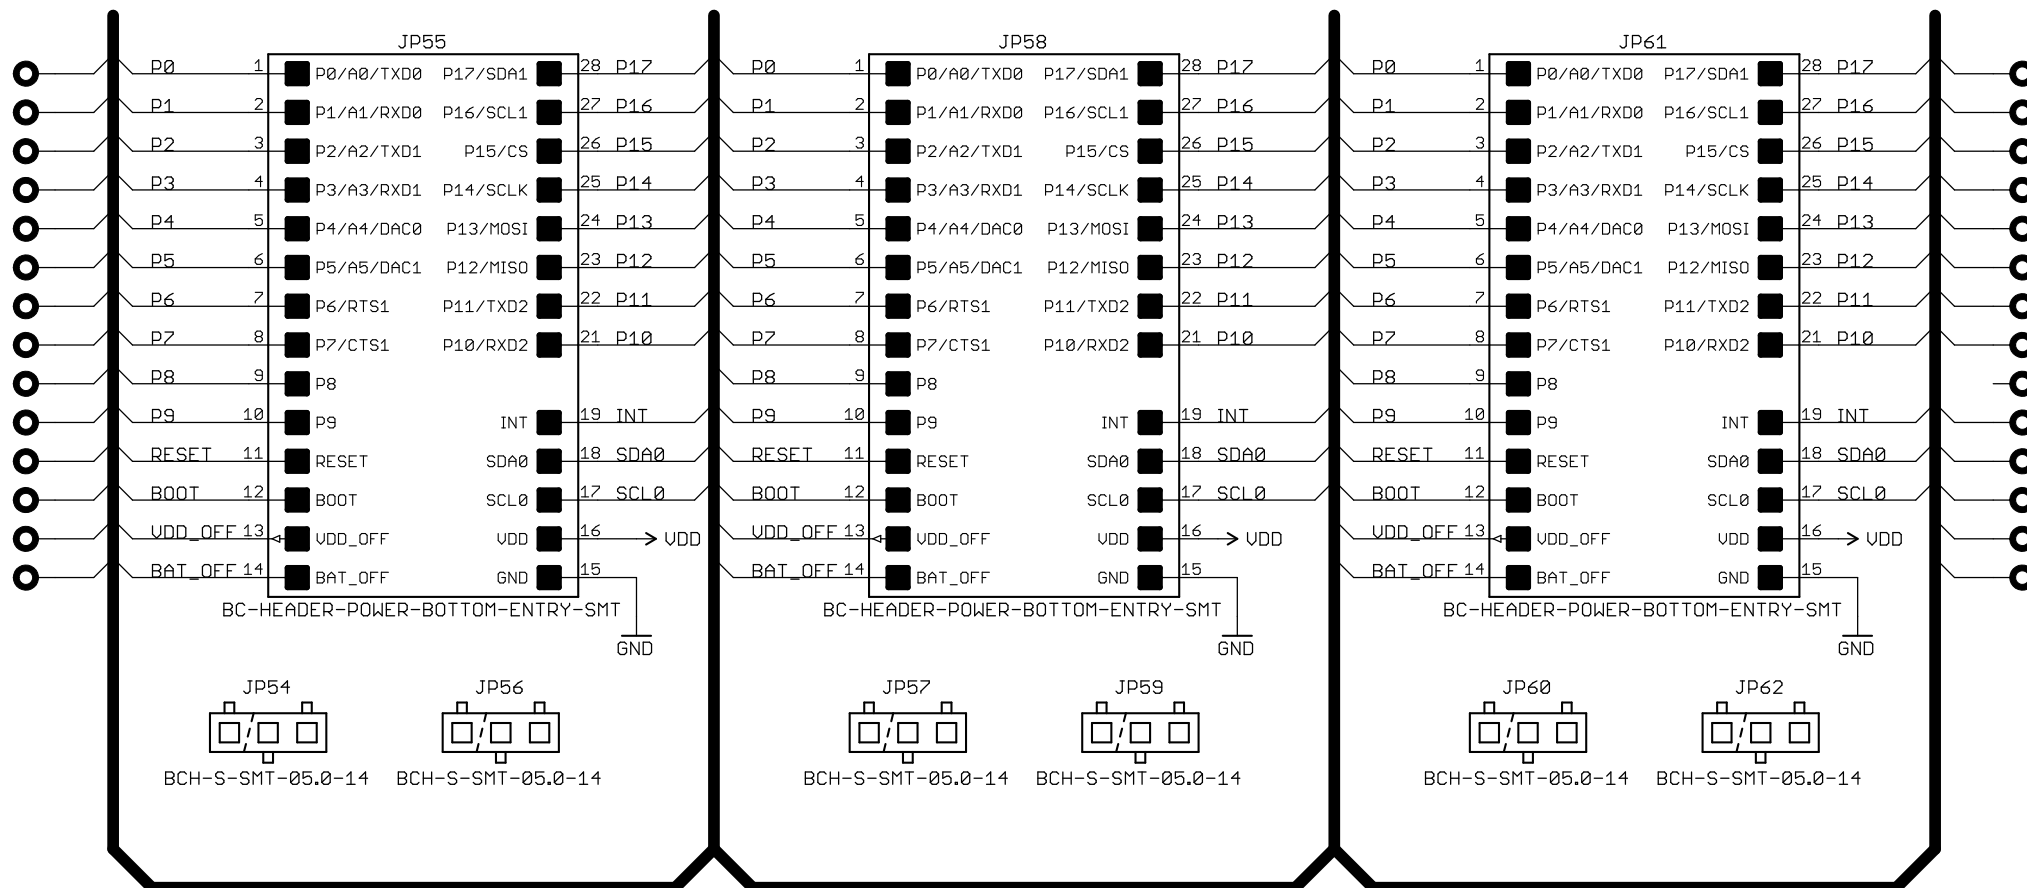 JP55 JP58 JP61
P0 1 P0/A0/TXD0 P17/SDA1 28 P17 P0 1 P0/A0/TXD0 P17/SDA1 28 P17 P0 1 P0/A0/TXD0 P17/SDA1 28 P17
P1 2 P1/A1/RXD0 P16/SCL1 27 P16 P1 2 P1/A1/RXD0 P16/SCL1 27 P16 P1 2 P1/A1/RXD0 P16/SCL1 27 P16
P2 3 P2/A2/TXD1 P15/CS 26 P15 P2 3 P2/A2/TXD1 P15/CS 26 P15 P2 3 P2/A2/TXD1 P15/CS 26 P15
P3 4 P3/A3/RXD1 P14/SCLK 25 P14 P3 4 P3/A3/RXD1 P14/SCLK 25 P14 P3 4 P3/A3/RXD1 P14/SCLK 25 P14
P4 5 P4/A4/DAC0 P13/MOSI 24 P13 P4 5 P4/A4/DAC0 P13/MOSI 24 P13 P4 5 P4/A4/DAC0 P13/MOSI 24 P13
P5 6 P5/A5/DAC1 P12/MISO 23 P12 P5 6 P5/A5/DAC1 P12/MISO 23 P12 P5 6 P5/A5/DAC1 P12/MISO 23 P12
P6 7 P6/RTS1 P11/TXD2 22 P11 P6 7 P6/RTS1 P11/TXD2 22 P11 P6 7 P6/RTS1 P11/TXD2 22 P11
P7 8 P7/CTS1 P10/RXD2 21 P10 P7 8 P7/CTS1 P10/RXD2 21 P10 P7 8 P7/CTS1 P10/RXD2 21 P10
P8 9 P8 P8 9 P8 P8 9 P8
P9 10 P9 INT 19 INT P9 10 P9 INT 19 INT P9 10 P9 INT 19 INT
RESET 11 RESET SDA0 18 SDA0 RESET 11 RESET SDA0 18 SDA0 RESET 11 RESET SDA0 18 SDA0
BOOT 12 BOOT SCL0 17 SCL0 BOOT 12 BOOT SCL0 17 SCL0 BOOT 12 BOOT SCL0 17 SCL0
VDD_OFF 13 VDD_OFF VDD 16 VDD VDD_OFF 13 VDD_OFF VDD 16 VDD VDD_OFF 13 VDD_OFF VDD 16 VDD
BAT_OFF 14 BAT_OFF GND 15 BAT_OFF 14 BAT_OFF GND 15 BAT_OFF 14 BAT_OFF GND 15
BC-HEADER-POWER-BOTTOM-ENTRY-SMT BC-HEADER-POWER-BOTTOM-ENTRY-SMT BC-HEADER-POWER-BOTTOM-ENTRY-SMT
GND GND GND
JP54 JP56 JP57 JP59 JP60 JP62
BCH-S-SMT-05.0-14 BCH-S-SMT-05.0-14 BCH-S-SMT-05.0-14 BCH-S-SMT-05.0-14 BCH-S-SMT-05.0-14 BCH-S-SMT-05.0-14